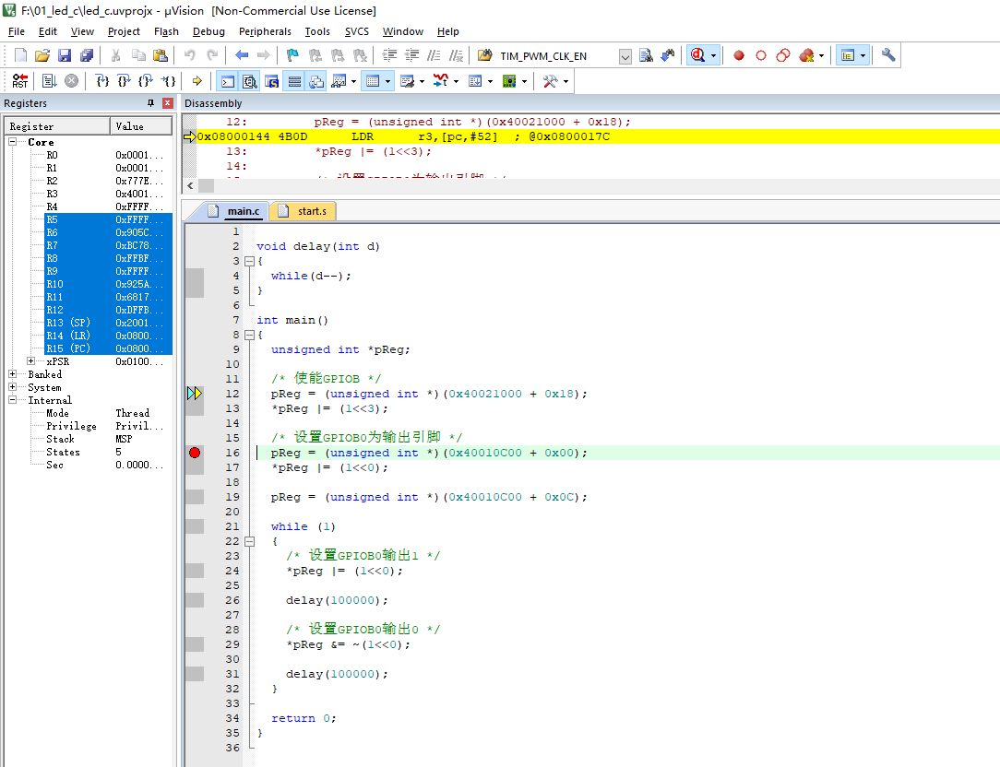 F:\01_led_c\led_c.uvprojx - µVision  [Non-Commercial Use License]
File Edit View Project Flash Debug Peripherals Tools SVCS Window Help
TIM_PWM_CLK_EN
RST
Registers
Register Value
Core
R0 0x0001...
R1 0x0001...
R2 0x777E...
R3 0x4001...
R4 0xFFFF...
R5 0xFFFF...
R6 0x905C...
R7 0xBC78...
R8 0xFFBF...
R9 0xFFFF...
R10 0x925A...
R11 0x6817...
R12 0xDFFB...
R13 (SP) 0x2001...
R14 (LR) 0x0800...
R15 (PC) 0x0800...
xPSR 0x0100...
Banked
System
Internal
Mode Thread
Privilege Privil...
Stack MSP
States 5
Sec 0.0000...
Disassembly
12: pReg = (unsigned int *)(0x40021000 + 0x18);
0x08000144 4B0D LDR r3,[pc,#52] ; @0x0800017C
13: *pReg |= (1<<3);
14:
main.c start.s
1
2 void delay(int d)
3 {
4 while(d--);
5 }
6
7 int main()
8 {
9 unsigned int *pReg;
10
11 /* 使能GPIOB */
12 pReg = (unsigned int *)(0x40021000 + 0x18);
13 *pReg |= (1<<3);
14
15 /* 设置GPIOB0为输出引脚 */
16 pReg = (unsigned int *)(0x40010C00 + 0x00);
17 *pReg |= (1<<0);
18
19 pReg = (unsigned int *)(0x40010C00 + 0x0C);
20
21 while (1)
22 {
23 /* 设置GPIOB0输出1 */
24 *pReg |= (1<<0);
25
26 delay(100000);
27
28 /* 设置GPIOB0输出0 */
29 *pReg &= ~(1<<0);
30
31 delay(100000);
32 }
33
34 return 0;
35 }
36